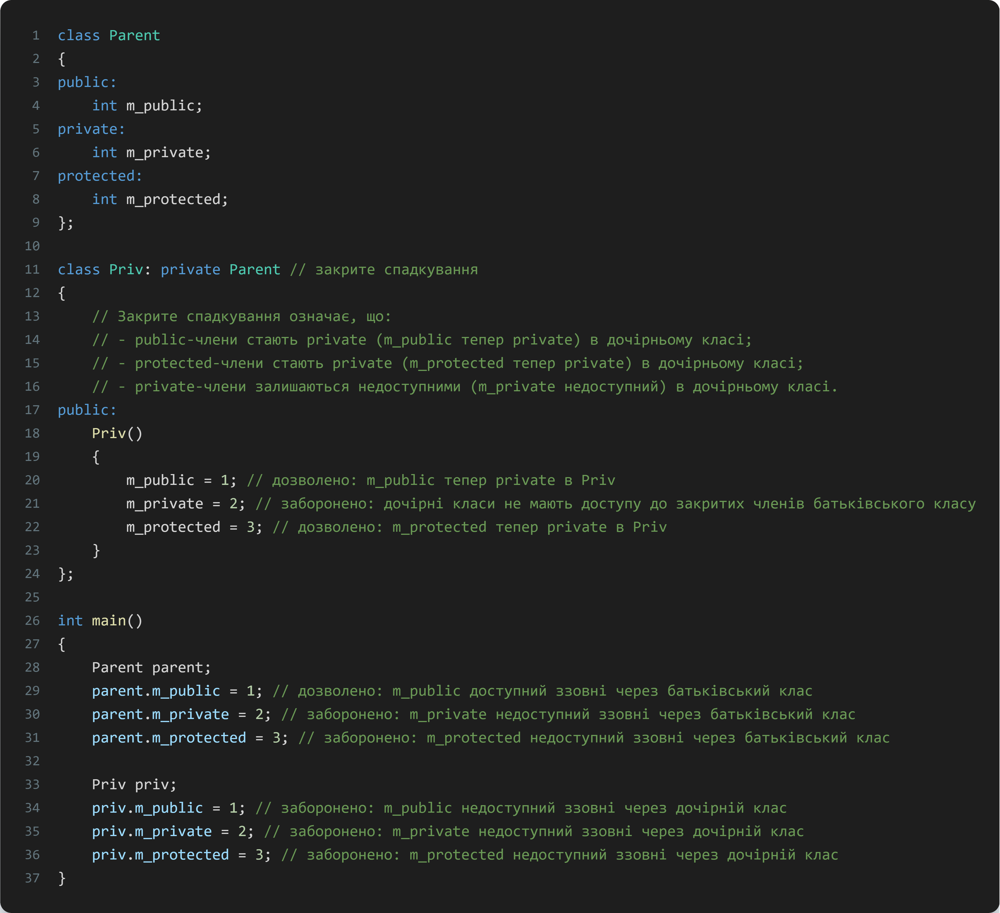 1 class Parent
2 {
3 public:
4     int m_public;
5 private:
6     int m_private;
7 protected:
8     int m_protected;
9 };
10
11 class Priv: private Parent // закрите спадкування
12 {
13     // Закрите спадкування означає, що:
14     // - public-члени стають private (m_public тепер private) в дочірньому класі;
15     // - protected-члени стають private (m_protected тепер private) в дочірньому класі;
16     // - private-члени залишаються недоступними (m_private недоступний) в дочірньому класі.
17 public:
18     Priv()
19     {
20         m_public = 1; // дозволено: m_public тепер private в Priv
21         m_private = 2; // заборонено: дочірні класи не мають доступу до закритих членів батьківського класу
22         m_protected = 3; // дозволено: m_protected тепер private в Priv
23     }
24 };
25
26 int main()
27 {
28     Parent parent;
29     parent.m_public = 1; // дозволено: m_public доступний ззовні через батьківський клас
30     parent.m_private = 2; // заборонено: m_private недоступний ззовні через батьківський клас
31     parent.m_protected = 3; // заборонено: m_protected недоступний ззовні через батьківський клас
32
33     Priv priv;
34     priv.m_public = 1; // заборонено: m_public недоступний ззовні через дочірній клас
35     priv.m_private = 2; // заборонено: m_private недоступний ззовні через дочірній клас
36     priv.m_protected = 3; // заборонено: m_protected недоступний ззовні через дочірній клас
37 }